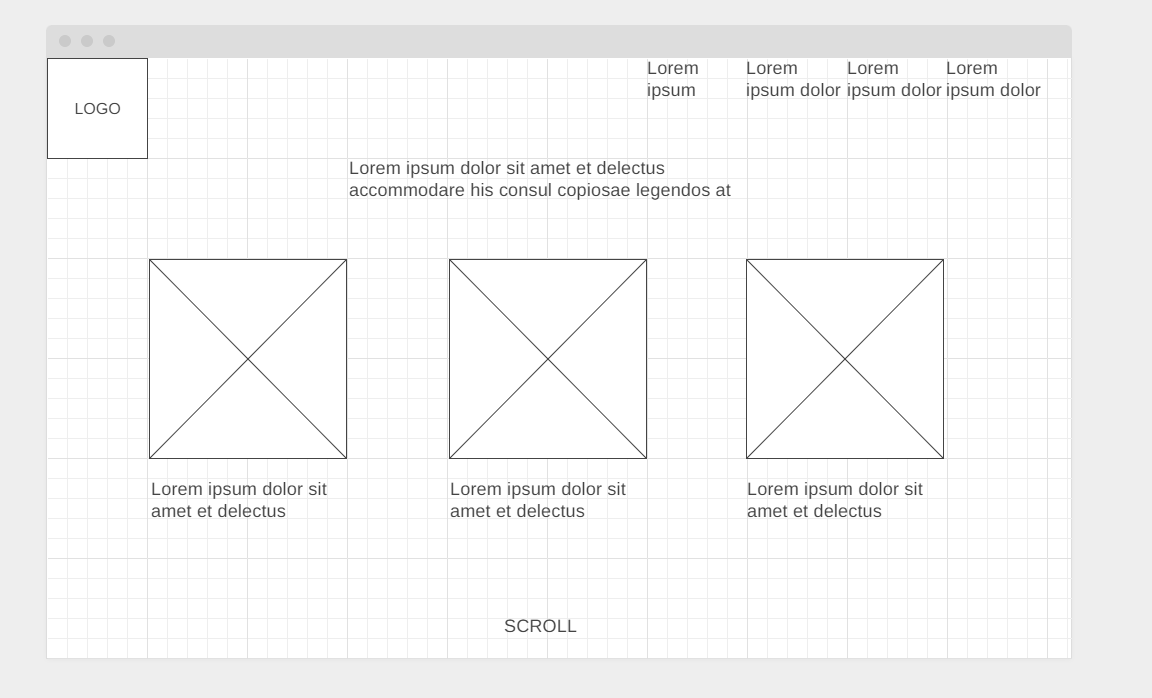 LOGO
Lorem
ipsum
Lorem
ipsum dolor
Lorem
ipsum dolor
Lorem
ipsum dolor
Lorem ipsum dolor sit amet et delectus
accommodare his consul copiosae legendos at
Lorem ipsum dolor sit
amet et delectus
Lorem ipsum dolor sit
amet et delectus
Lorem ipsum dolor sit
amet et delectus
SCROLL